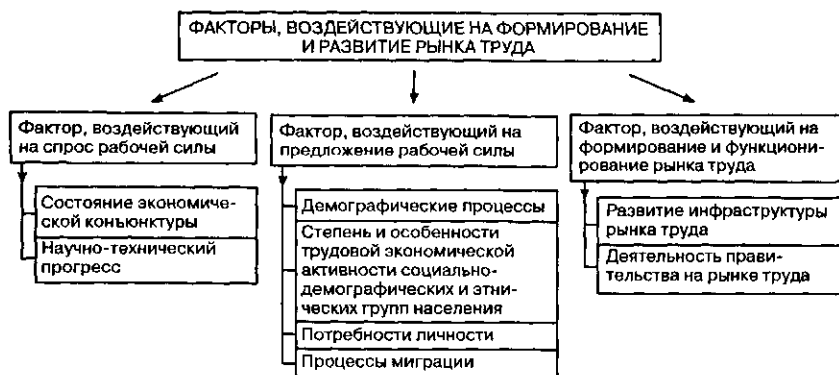 ФАКТОРЫ, ВОЗДЕЙСТВУЮЩИЕ НА ФОРМИРОВАНИЕ
И РАЗВИТИЕ РЫНКА ТРУДА
Фактор, воздействующий
на спрос рабочей силы
Состояние экономиче-
ской конъюнктуры
Научно-технический
прогресс
Фактор, воздействующий на
предложение рабочей силы
Демографические процессы
Степень и особенности
трудовой экономической
активности социально-
демографических и этни-
ческих групп населения
Потребности личности
Процессы миграции
Фактор, воздействующий на
формирование и функциони-
рование рынка труда
Развитие инфраструктуры
рынка труда
Деятельность прави-
тельства на рынке труда